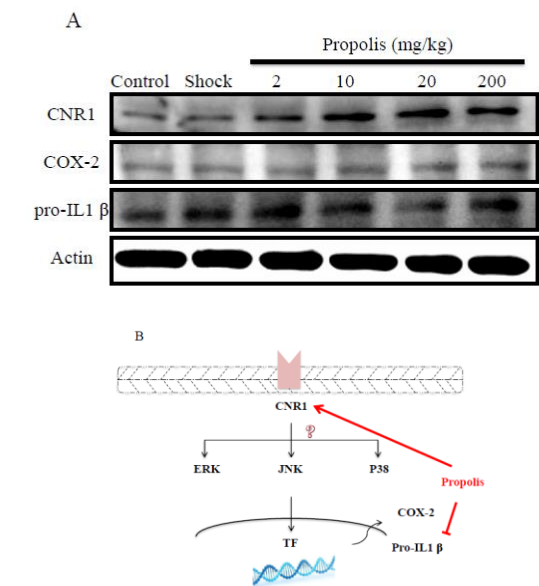 A
Propolis (mg/kg)
Control Shock 2 10 20 200
CNR1
COX-2
pro-IL1 β
Actin
B
CNR1
?
ERK JNK P38
Propolis
COX-2
TF
Pro-IL1 β